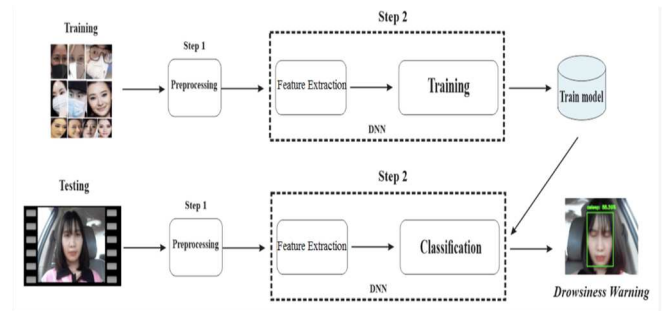 Training
Step 1
Preprocessing
Step 2
Feature Extraction
Training
DNN
Train model
Testing
Step 1
Preprocessing
Step 2
Feature Extraction
Classification
DNN
Drowsiness Warning